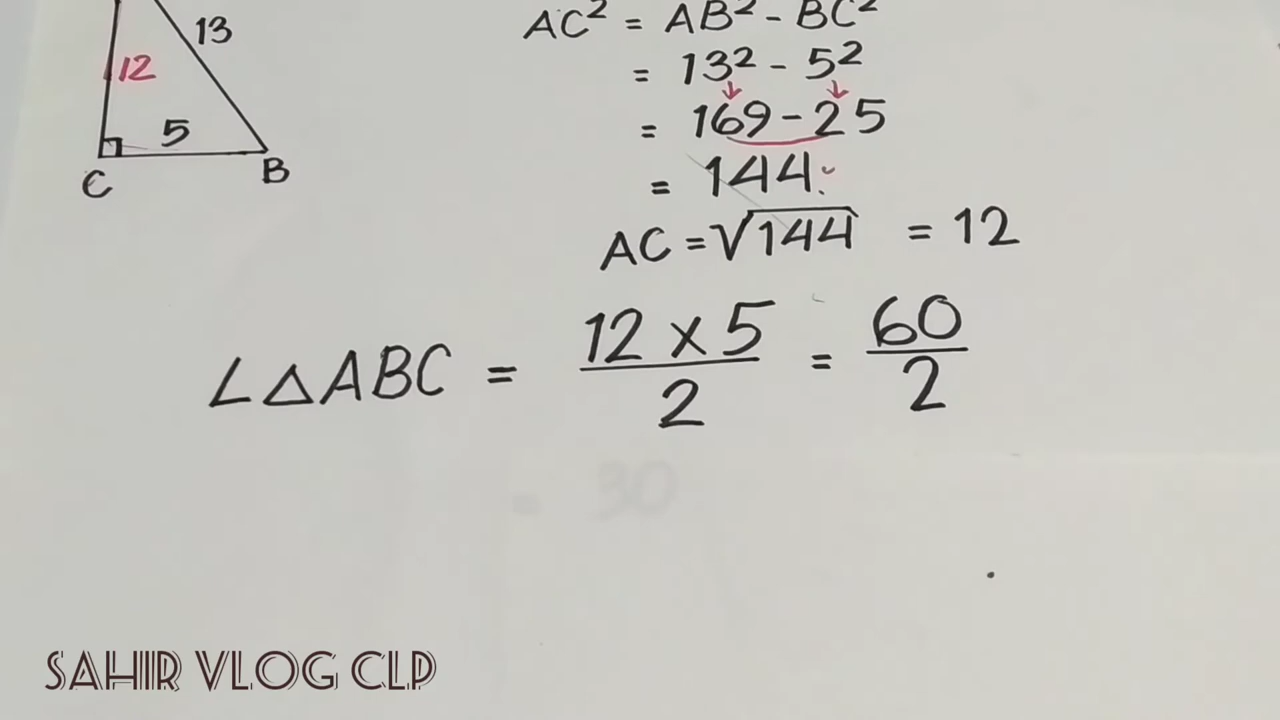 13
AC² = AB² - BC²
12
= 13² - 5²
5
= 169 - 25
C
B
= 144
AC = √144 = 12
L △ ABC = 12 x 5 / 2 = 60 / 2
= 30
SAHIR VLOG CLP